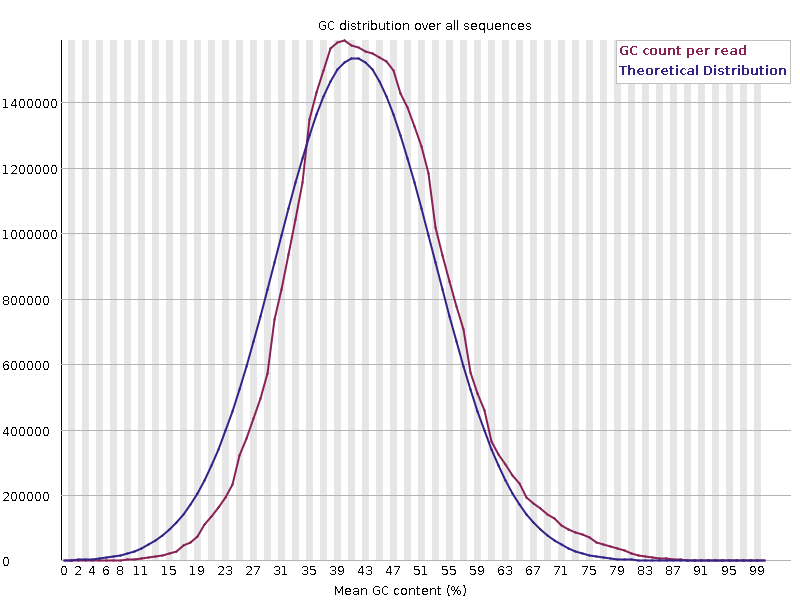 GC distribution over all sequences
GC count per read
Theoretical Distribution
1400000
1200000
1000000
800000
600000
400000
200000
0
0 2 4 6 8 11 15 19 23 27 31 35 39 43 47 51 55 59 63 67 71 75 79 83 87 91 95 99
Mean GC content (%)